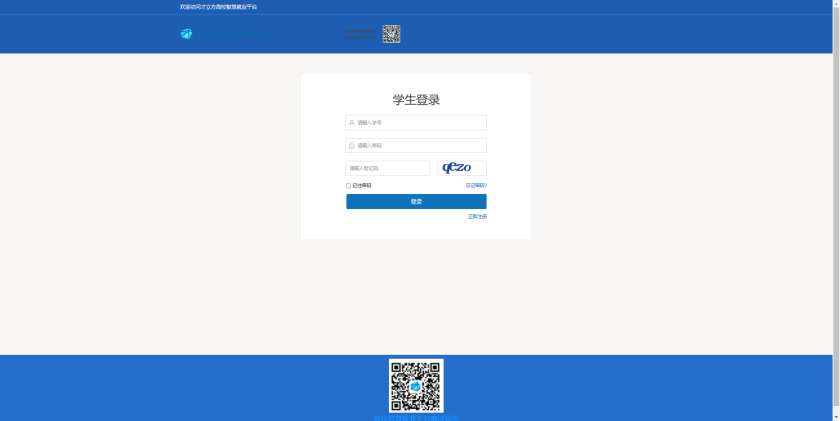 欢迎访问才立方高校智慧就业平台
学生登录
请输入学号
请输入密码
请输入验证码
qezo
记住密码
忘记密码?
登录
立即注册